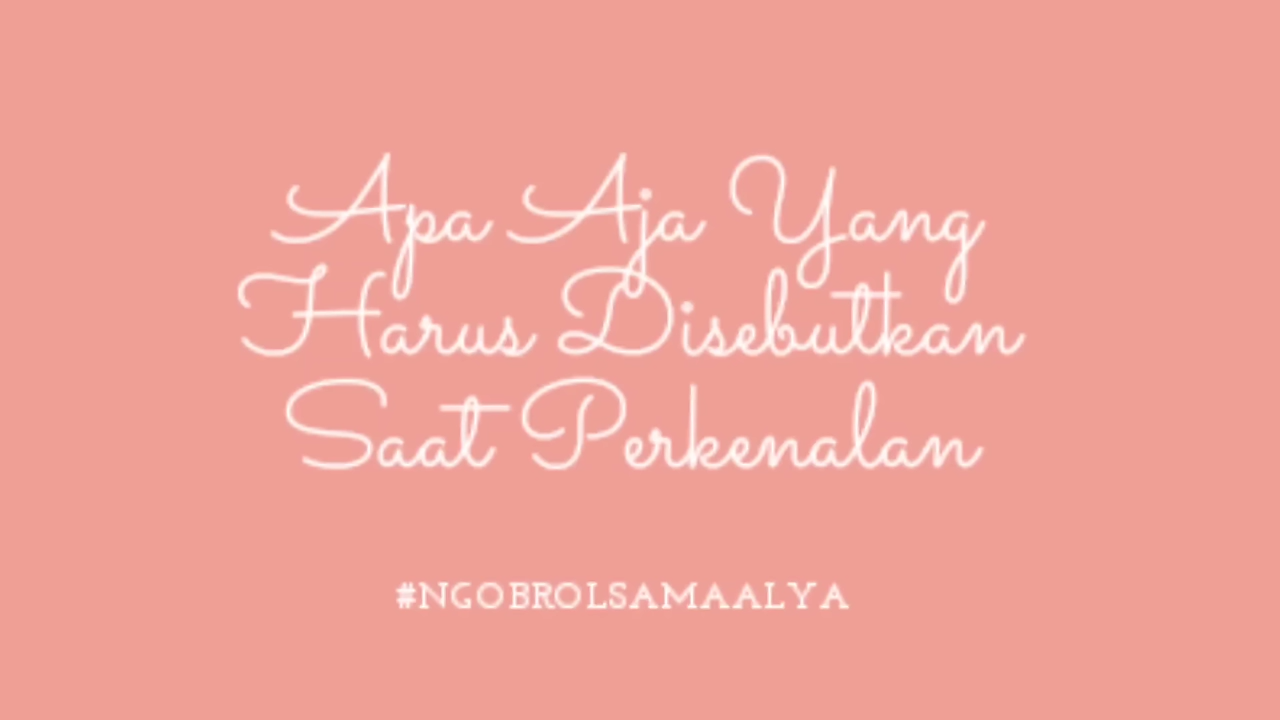 Apa Aja Yang
Harus Disebutkan
Saat Perkenalan
#NGOBROLSAMAALYA